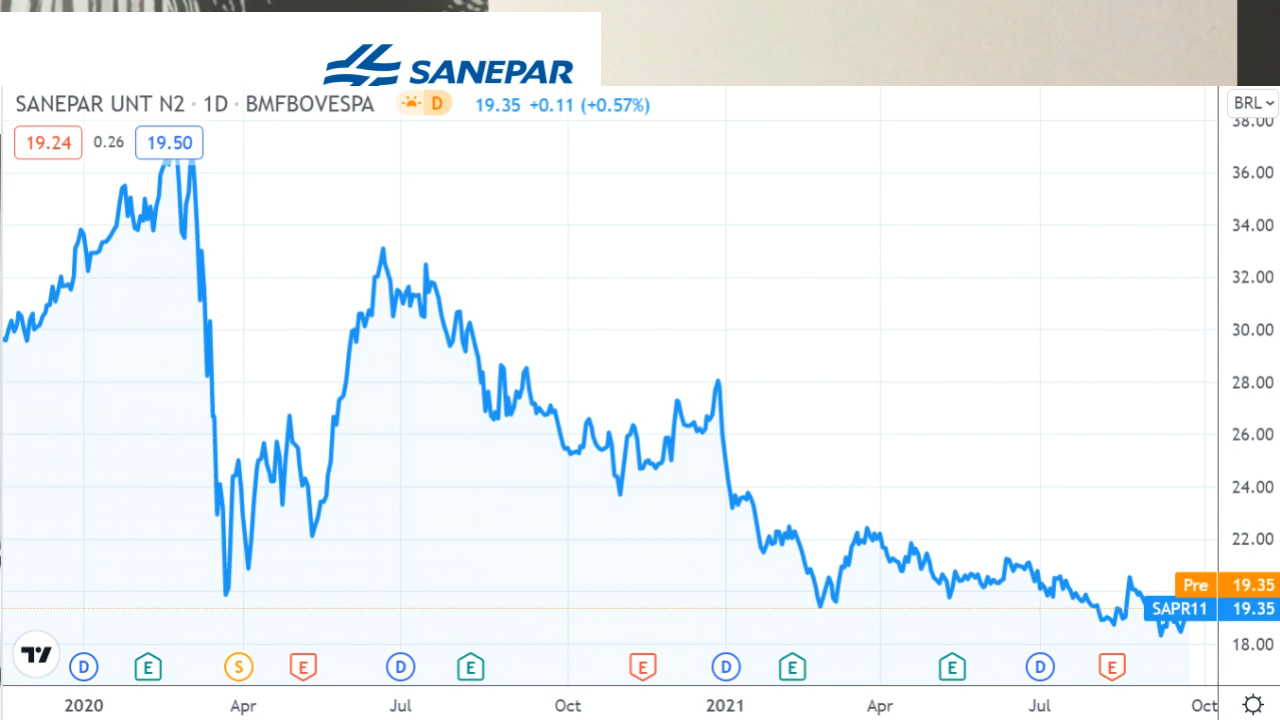 SANEPAR
SANEPAR UNT N2 · 1D · BMFBOVESPA D 19.35 +0.11 (+0.57%)
BRL
19.24 0.26 19.50
38.00
36.00
34.00
32.00
30.00
28.00
26.00
24.00
22.00
Pre 19.35
SAPR11 19.35
18.00
D E S E D E E D E E D E
2020 Apr Jul Oct 2021 Apr Jul Oct